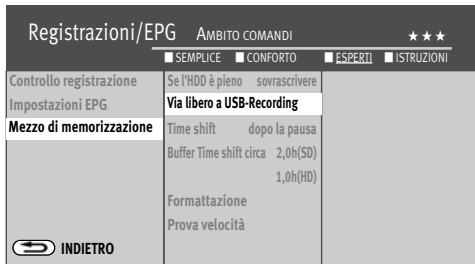 Registrazioni/EPG AMBITO COMANDI ★★★
SEMPLICE CONFORTO ESPERTI ISTRUZIONI
Controllo registrazione
Impostazioni EPG
Mezzo di memorizzazione
Se l'HDD è pieno sovrascrivere
Via libero a USB-Recording
Time shift dopo la pausa
Buffer Time shift circa 2,0h(SD)
1,0h(HD)
Formattazione
Prova velocità
INDIETRO